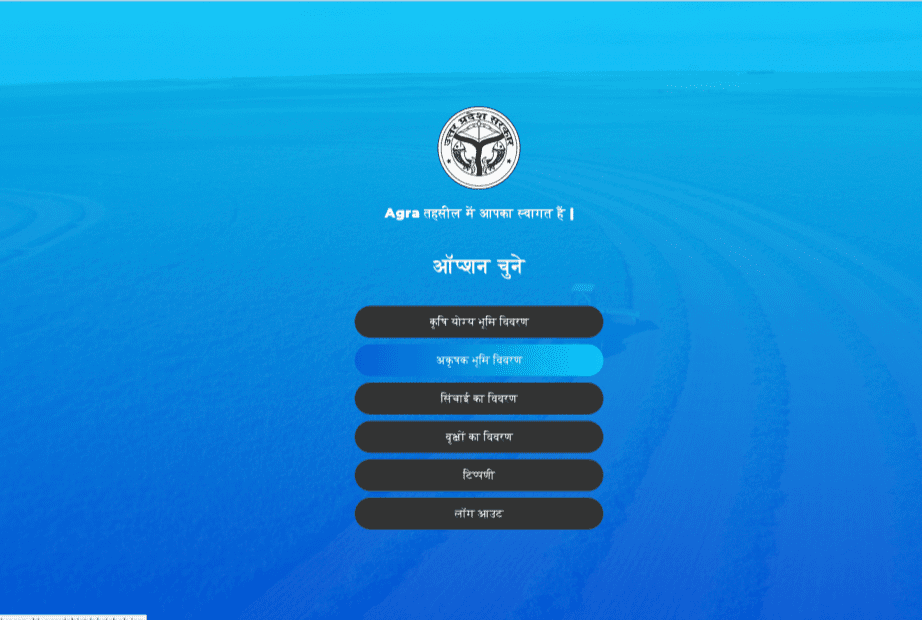 उत्तर प्रदेश सरकार
Agra तहसील में आपका स्वागत हैं |
ऑप्शन चुने
कृषि योग्य भूमि विवरण
अकृषक भूमि विवरण
सिंचाई का विवरण
वृक्षों का विवरण
टिप्पणी
लॉग आउट